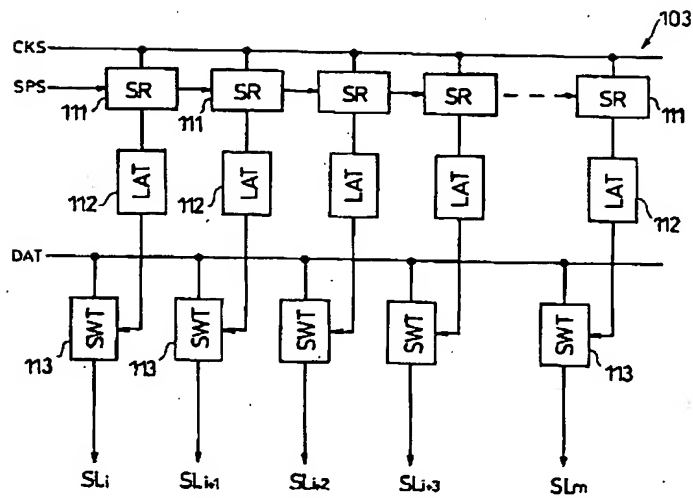 103
CKS
SPS
SR SR SR SR SR
111 111 111
LAT LAT LAT LAT LAT
112 112 112
DAT
SWT SWT SWT SWT SWT
113 113 113
SLi SLi+1 SLi+2 SLi+3 SLm